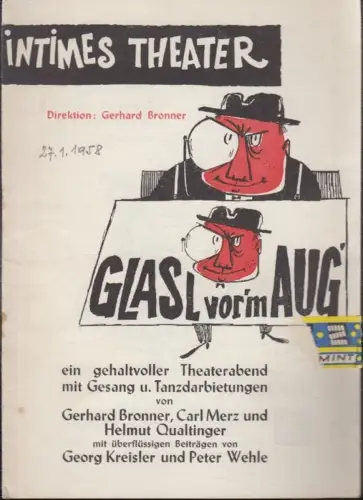 iNTiMES THEATER
Direktion: Gerhard Bronner
27.1.1958
GLASL vor'm AUG'
MINT
ein gehaltvoller Theaterabend
mit Gesang u. Tanzdarbietungen
von
Gerhard Bronner, Carl Merz und
Helmut Qualtinger
mit überflüssigen Beiträgen von
Georg Kreisler und Peter Wehle